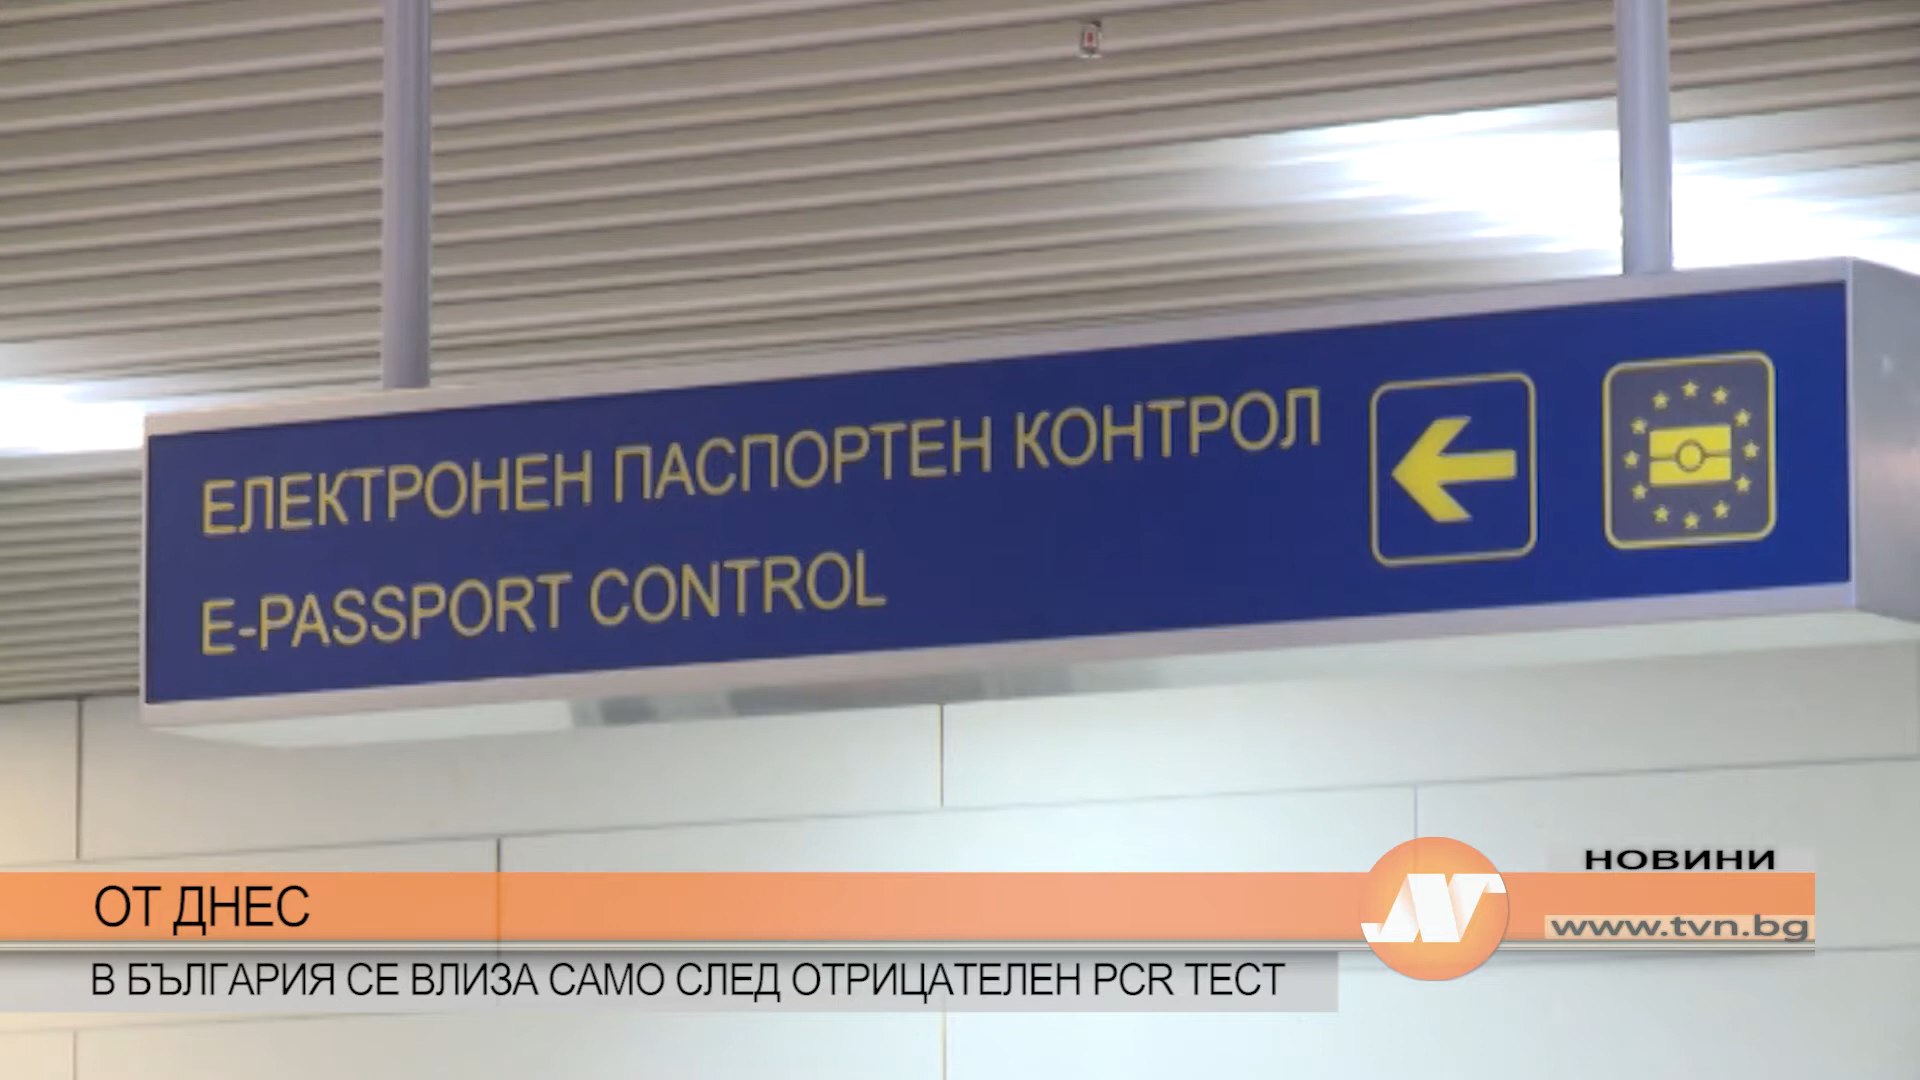 ЕЛЕКТРОНЕН ПАСПОРТЕН КОНТРОЛ
E-PASSPORT CONTROL
НОВИНИ
ОТ ДНЕС
www.tvn.bg
В БЪЛГАРИЯ СЕ ВЛИЗА САМО СЛЕД ОТРИЦАТЕЛЕН PCR ТЕСТ